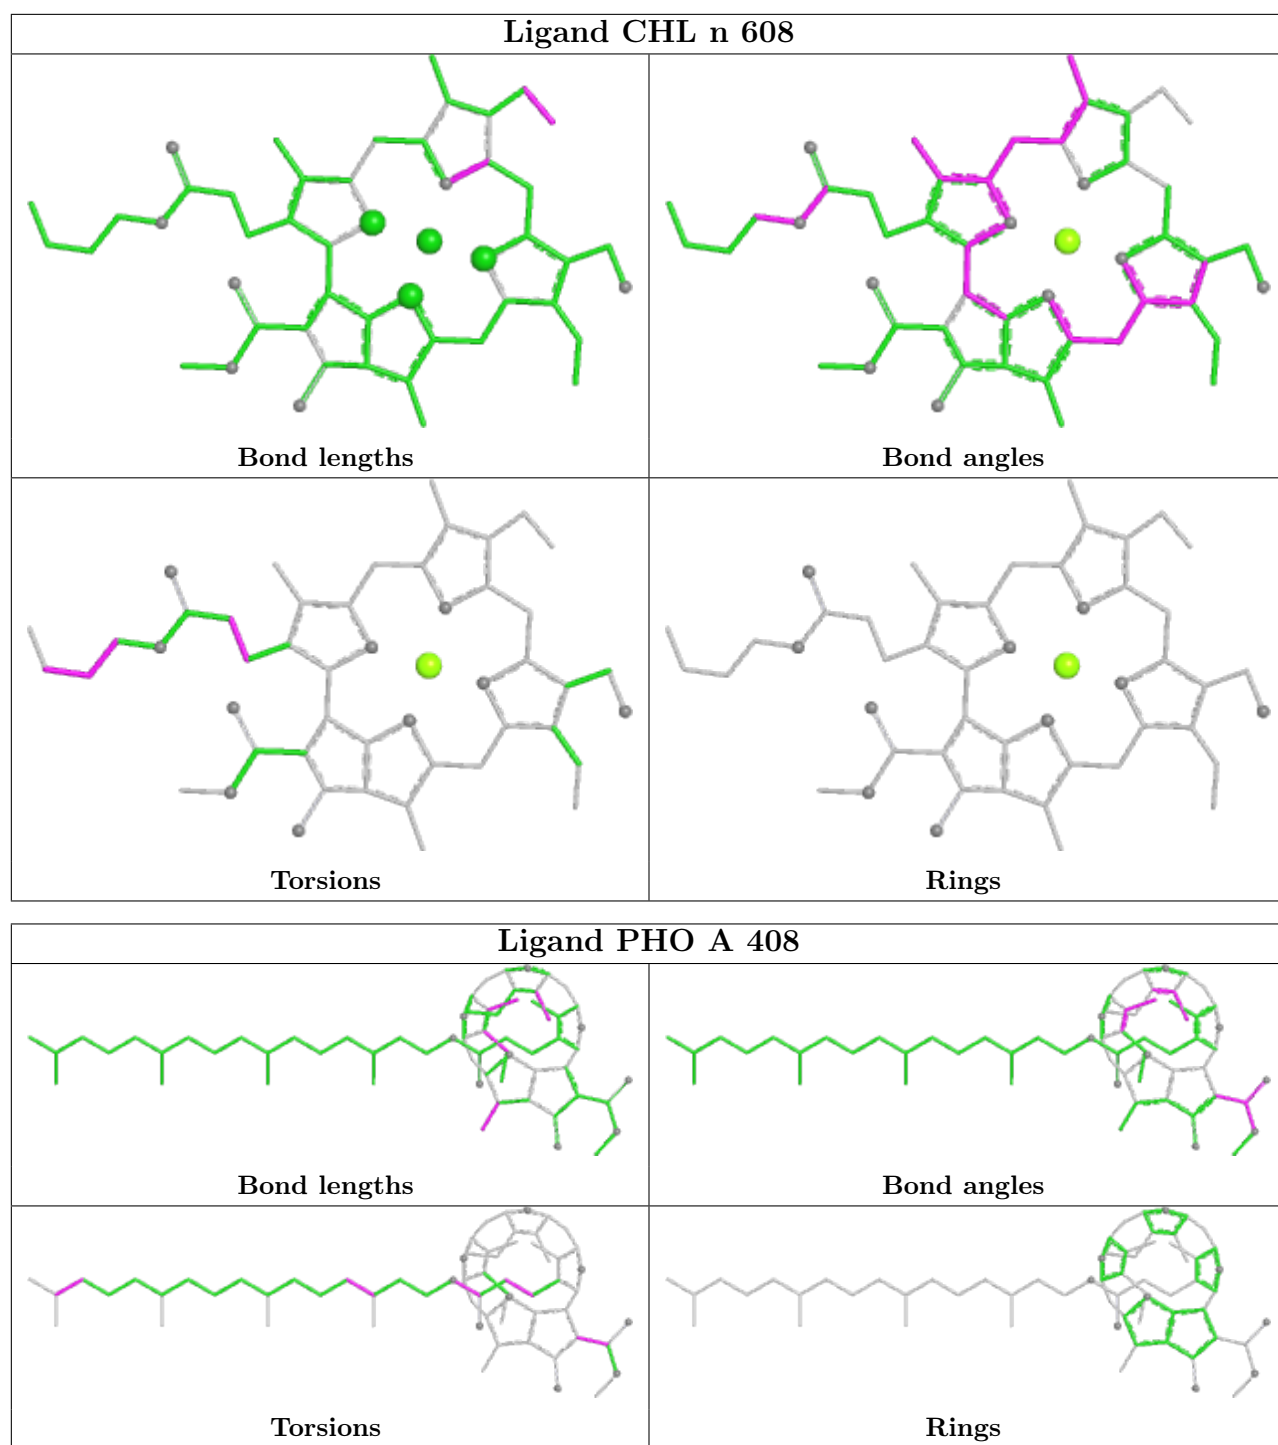 Ligand CHL n 608
Bond lengths
Bond angles
Torsions
Rings
Ligand PHO A 408
Bond lengths
Bond angles
Torsions
Rings